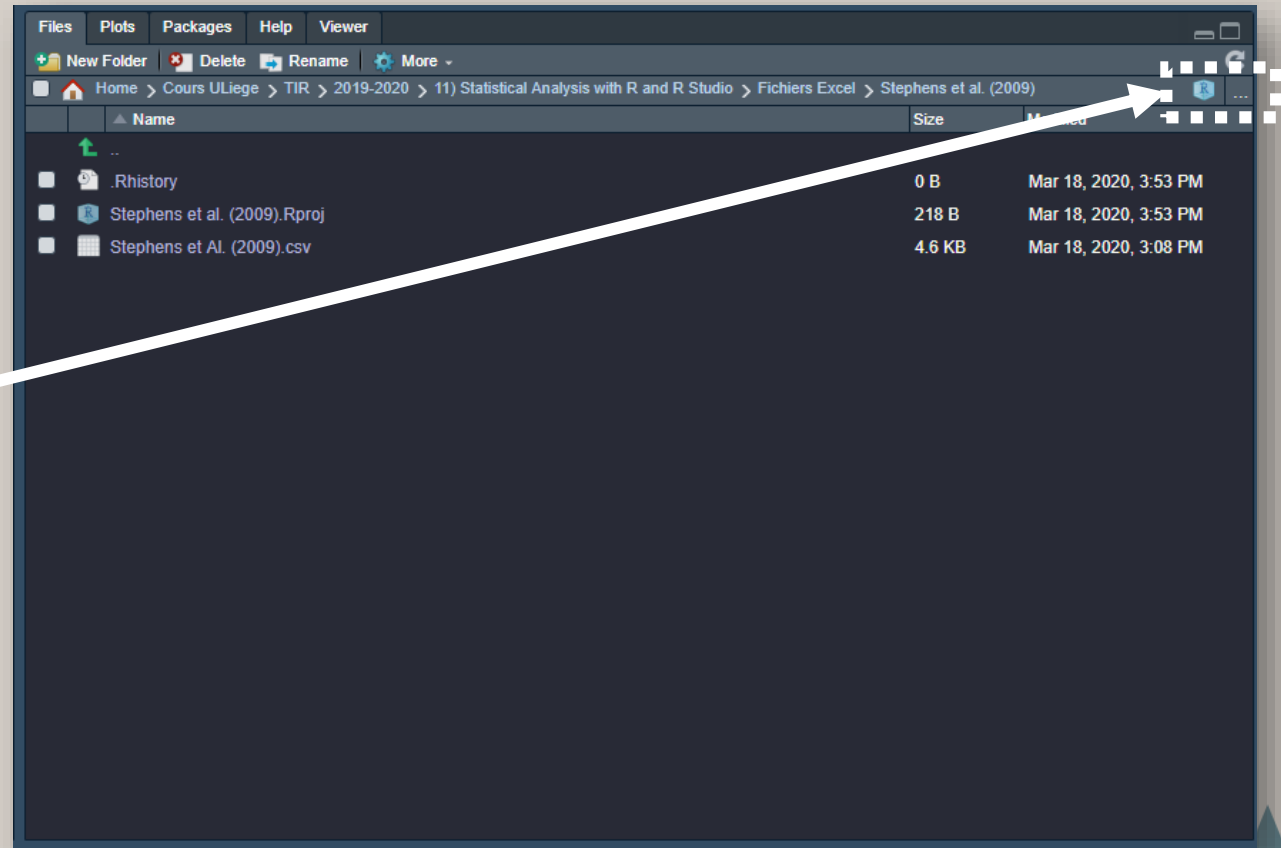 Files Plots Packages Help Viewer
New Folder Delete Rename More
Home > Cours ULiege > TIR > 2019-2020 > 11) Statistical Analysis with R and R Studio > Fichiers Excel > Stephens et al. (2009) R ...
Name Size
..
.Rhistory 0 B Mar 18, 2020, 3:53 PM
R Stephens et al. (2009).Rproj 218 B Mar 18, 2020, 3:53 PM
Stephens et Al. (2009).csv 4.6 KB Mar 18, 2020, 3:08 PM